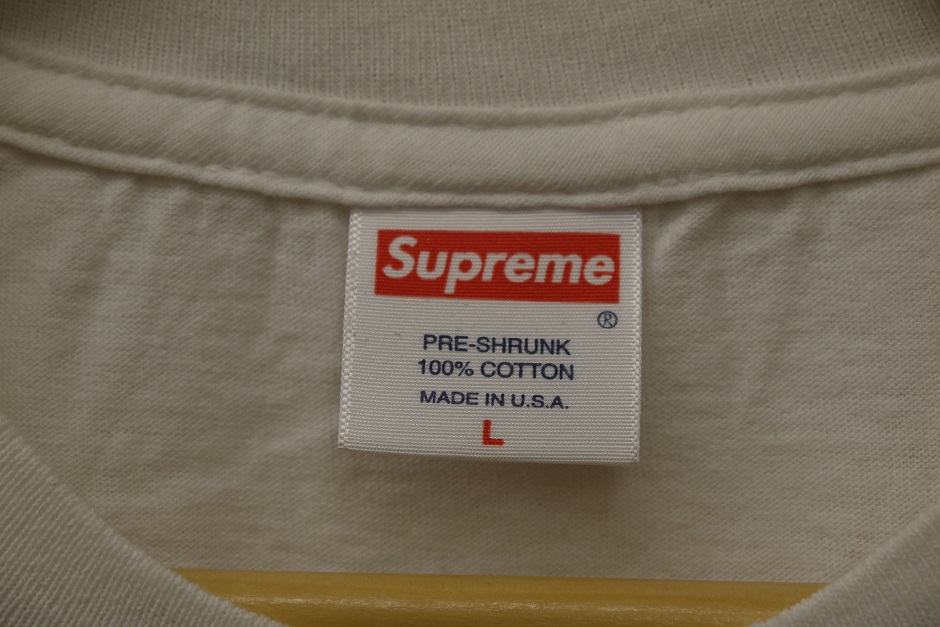 Supreme
®
PRE-SHRUNK
100% COTTON
MADE IN U.S.A.
L